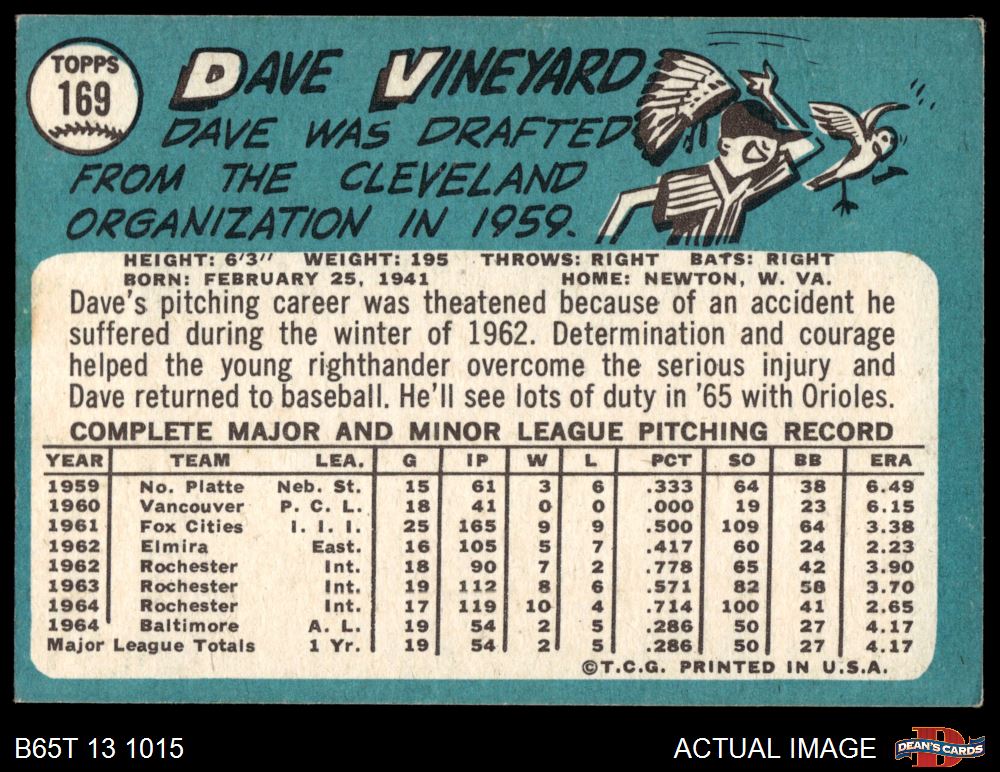 TOPPS
169
DAVE VINEYARD
DAVE WAS DRAFTED
FROM THE CLEVELAND
ORGANIZATION IN 1959.
HEIGHT: 6'3" WEIGHT: 195 THROWS: RIGHT BATS: RIGHT
BORN: FEBRUARY 25, 1941 HOME: NEWTON, W. VA.
Dave's pitching career was theatened because of an accident he
suffered during the winter of 1962. Determination and courage
helped the young righthander overcome the serious injury and
Dave returned to baseball. He'll see lots of duty in '65 with Orioles.
COMPLETE MAJOR AND MINOR LEAGUE PITCHING RECORD
YEAR TEAM LEA. G IP W L PCT SO BB ERA
1959 No. Platte Neb. St. 15 61 3 6 .333 64 38 6.49
1960 Vancouver P. C. L. 18 41 0 0 .000 19 23 6.15
1961 Fox Cities I. I. I. 25 165 9 9 .500 109 64 3.38
1962 Elmira East. 16 105 5 7 .417 60 24 2.23
1962 Rochester Int. 18 90 7 2 .778 65 42 3.90
1963 Rochester Int. 19 112 8 6 .571 82 58 3.70
1964 Rochester Int. 17 119 10 4 .714 100 41 2.65
1964 Baltimore A. L. 19 54 2 5 .286 50 27 4.17
Major League Totals 1 Yr. 19 54 2 5 .286 50 27 4.17
©T.C.G. PRINTED IN U.S.A.
B65T 13 1015
ACTUAL IMAGE
D
DEAN'S CARDS